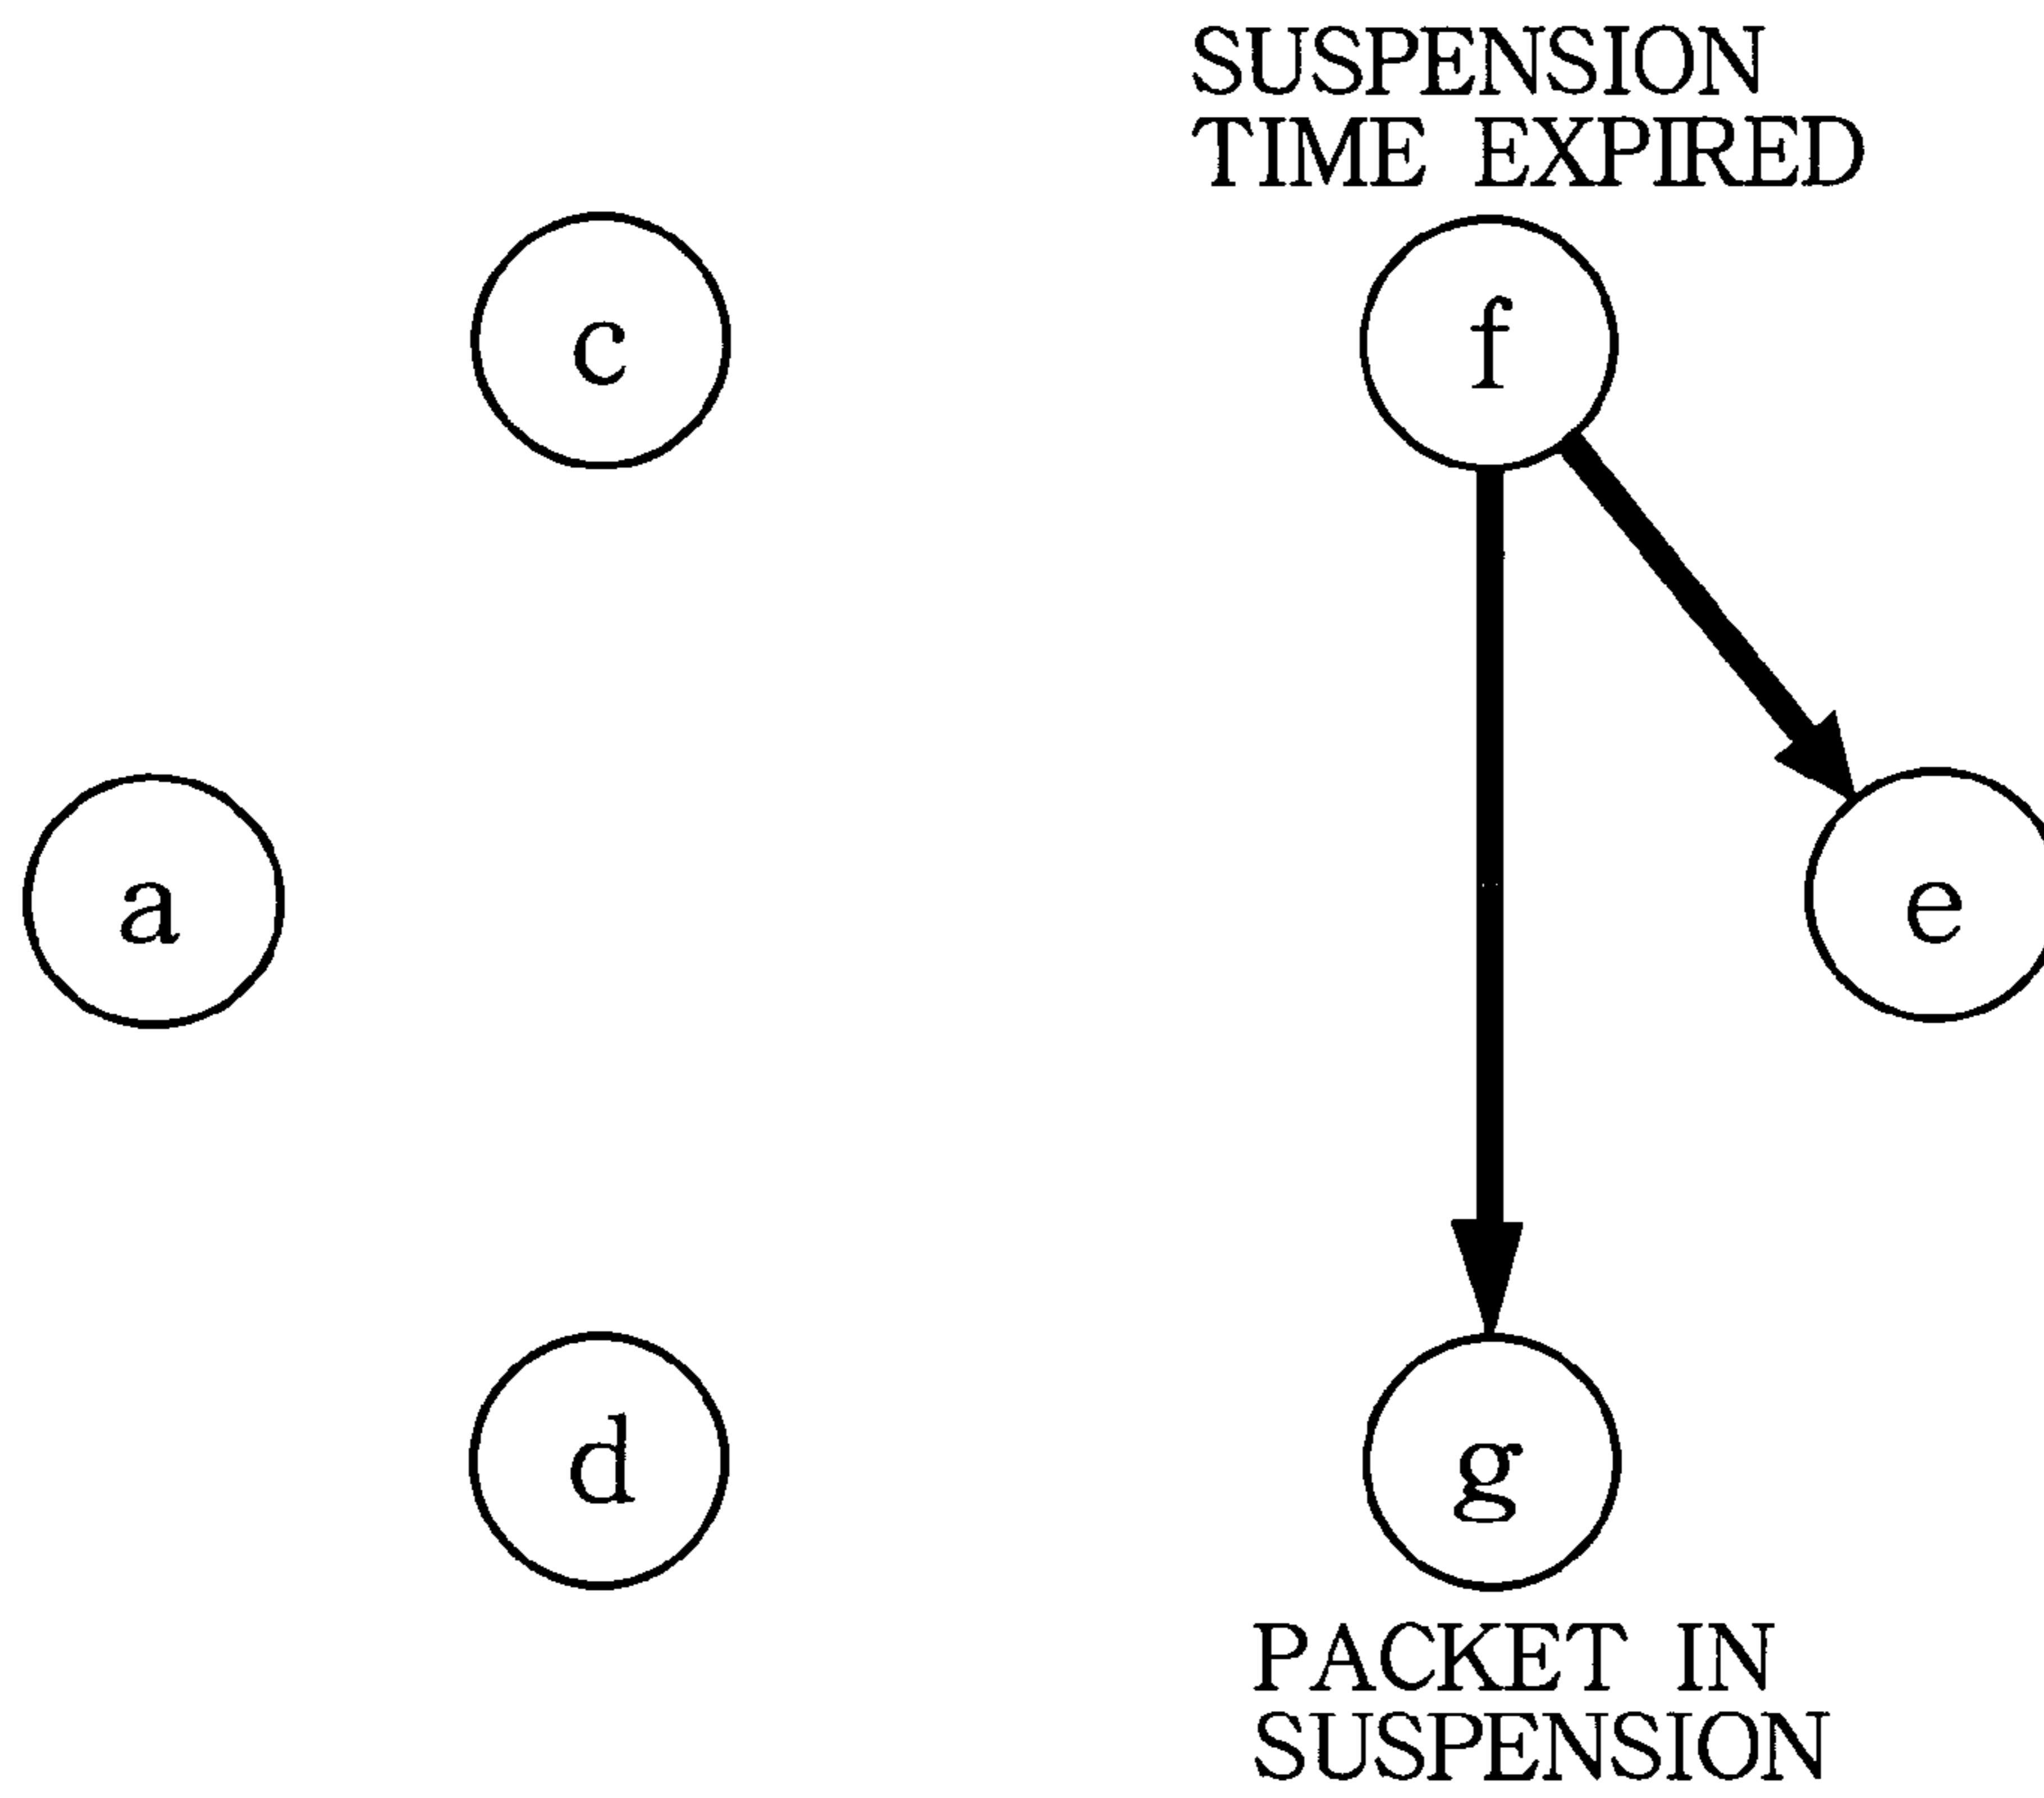 SUSPENSION
TIME EXPIRED
c
f
a
e
d
g
PACKET IN
SUSPENSION